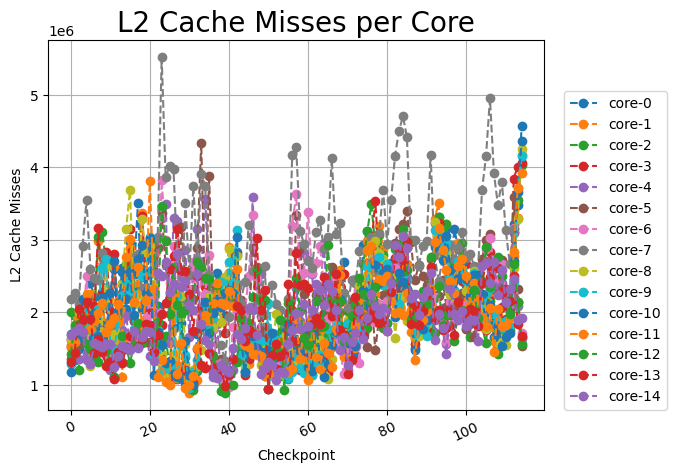 L2 Cache Misses per Core
1e6
5
4
3
2
1
L2 Cache Misses
0
20
40
60
80
100
Checkpoint
core-0
core-1
core-2
core-3
core-4
core-5
core-6
core-7
core-8
core-9
core-10
core-11
core-12
core-13
core-14